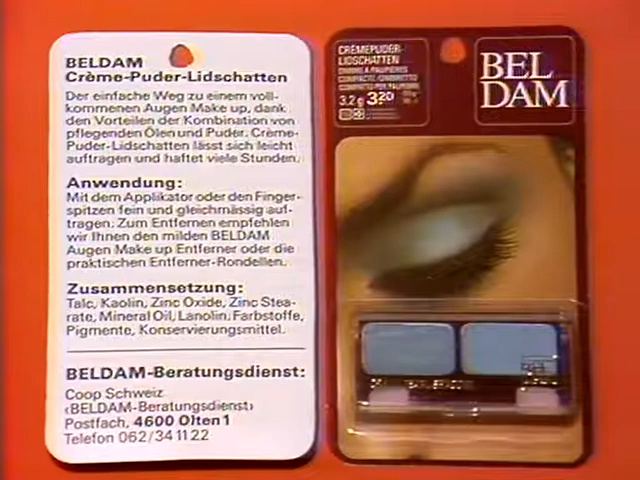 BELDAM
Crème-Puder-Lidschatten
Der einfache Weg zu einem voll-
kommenen Augen Make up, dank
den Vorteilen der Kombination von
pflegenden Ölen und Puder. Crème-
Puder-Lidschatten lässt sich leicht
auftragen und haftet viele Stunden.
Anwendung:
Mit dem Applikator oder den Finger-
spitzen fein und gleichmässig auf-
tragen. Zum Entfernen empfehlen
wir Ihnen den milden BELDAM
Augen Make up Entferner oder die
praktischen Entferner-Rondellen.
Zusammensetzung:
Talc, Kaolin, Zinc Oxide, Zinc Stea-
rate, Mineral Oil, Lanolin, Farbstoffe,
Pigmente, Konservierungsmittel.
BELDAM-Beratungsdienst:
Coop Schweiz
‹BELDAM-Beratungsdienst›
Postfach, 4600 Olten 1
Telefon 062/34 11 22
CRÈMEPUDER-
LIDSCHATTEN
3,2 g 3.20
BEL
DAM